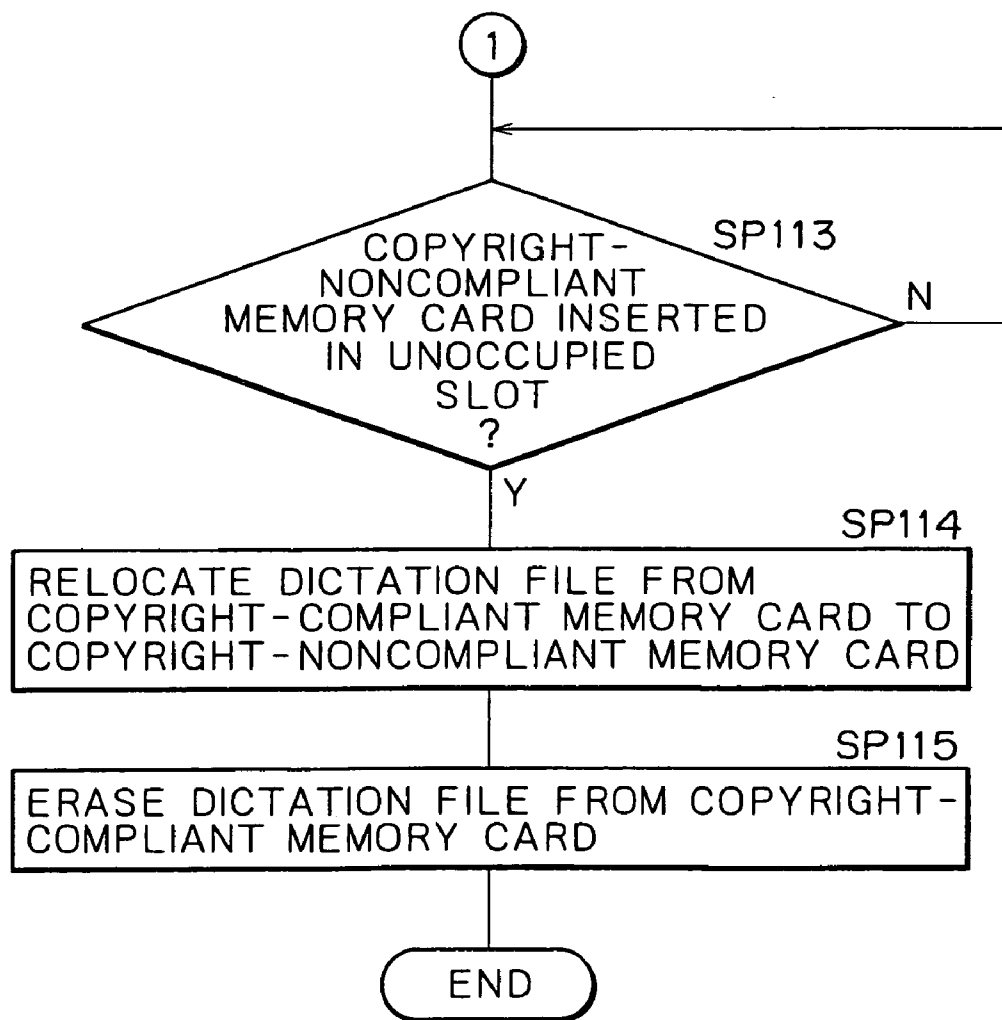 1
SP113
COPYRIGHT-
NONCOMPLIANT
MEMORY CARD INSERTED
IN UNOCCUPIED
SLOT
?
N
Y
SP114
RELOCATE DICTATION FILE FROM
COPYRIGHT-COMPLIANT MEMORY CARD TO
COPYRIGHT-NONCOMPLIANT MEMORY CARD
SP115
ERASE DICTATION FILE FROM COPYRIGHT-
COMPLIANT MEMORY CARD
END